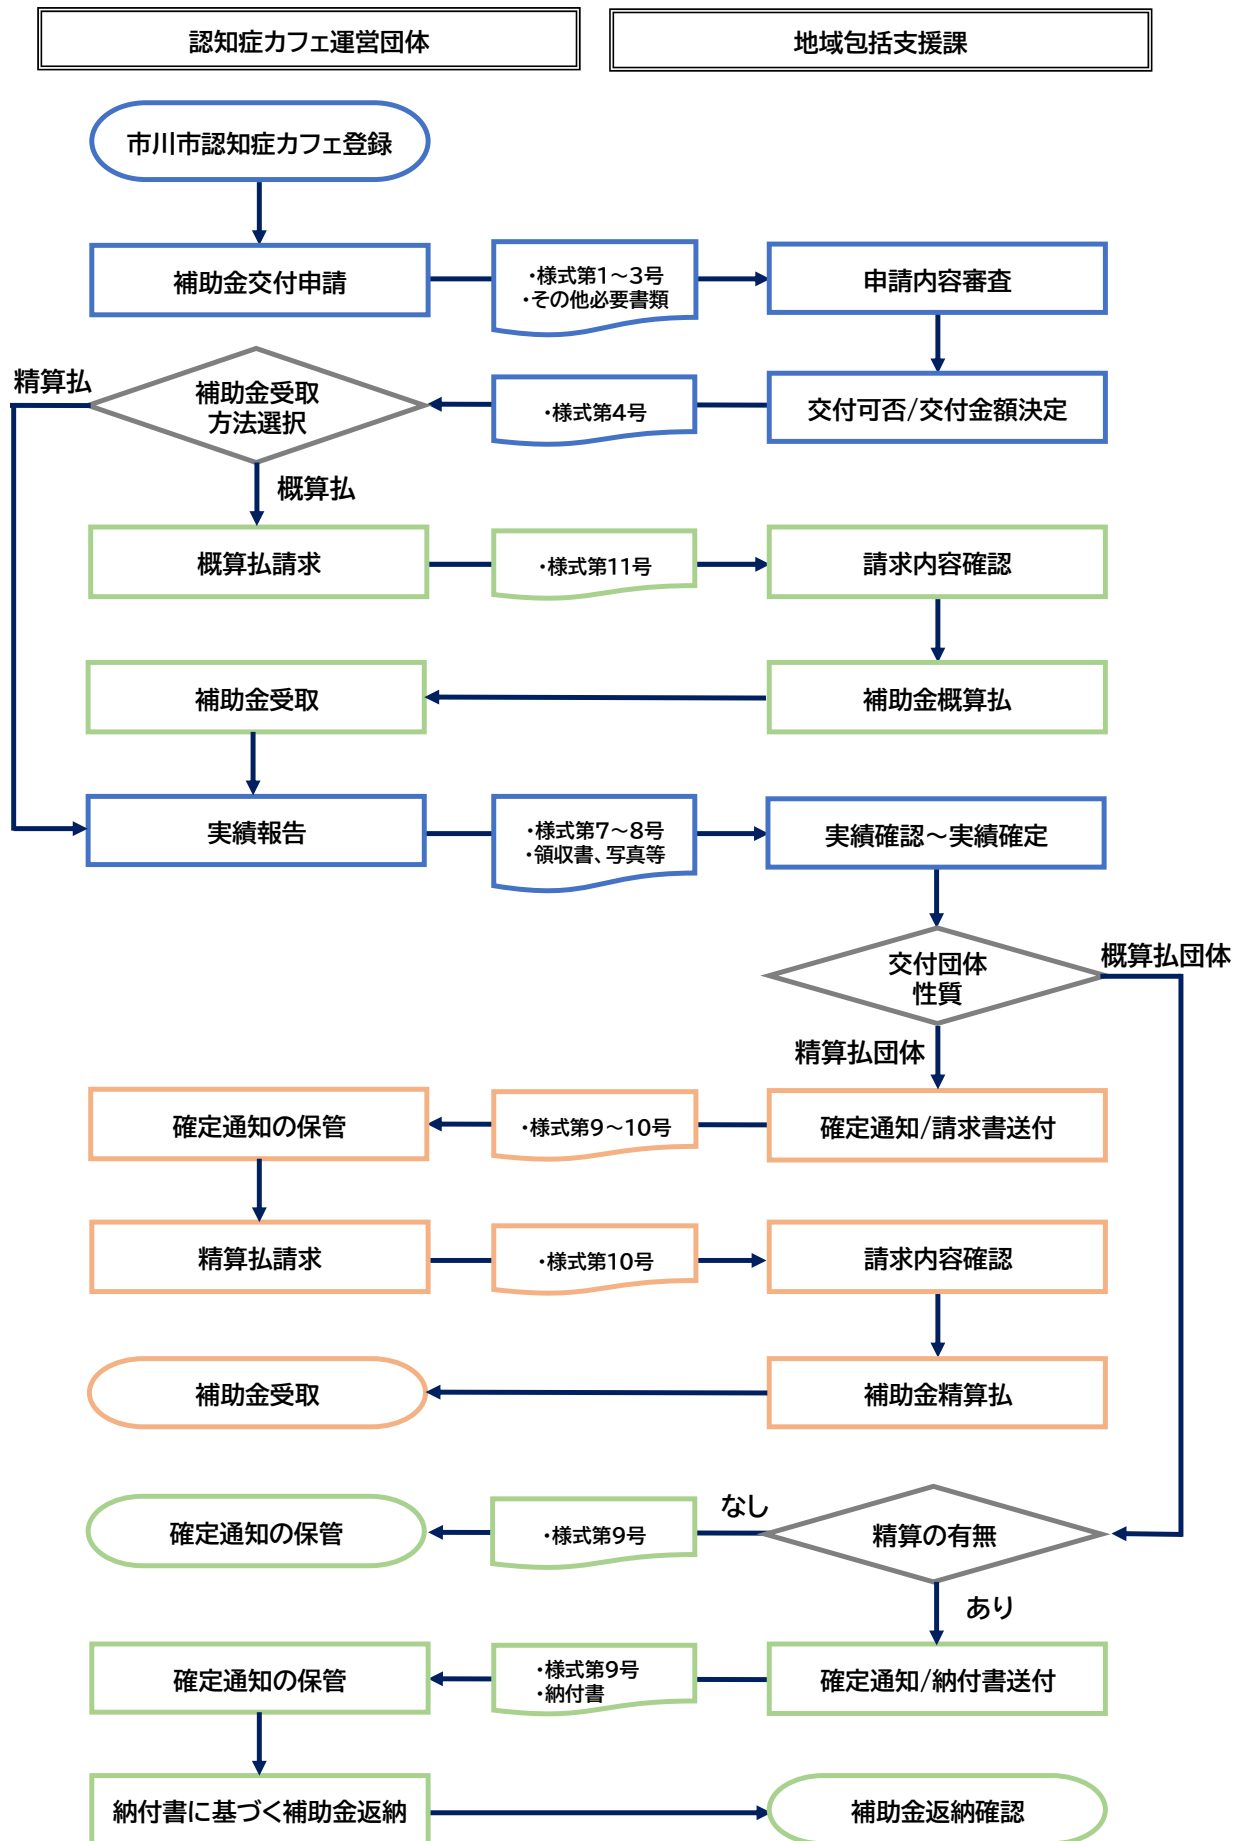 認知症カフェ運営団体
地域包括支援課
市川市認知症カフェ登録
補助金交付申請
・様式第1～3号
・その他必要書類
申請内容審査
精算払
補助金受取
方法選択
・様式第4号
交付可否/交付金額決定
概算払
概算払請求
・様式第11号
請求内容確認
補助金受取
補助金概算払
実績報告
・様式第7～8号
・領収書、写真等
実績確認～実績確定
交付団体
性質
概算払団体
精算払団体
確定通知の保管
・様式第9～10号
確定通知/請求書送付
精算払請求
・様式第10号
請求内容確認
補助金受取
補助金精算払
確定通知の保管
・様式第9号
なし
精算の有無
あり
確定通知の保管
・様式第9号
・納付書
確定通知/納付書送付
納付書に基づく補助金返納
補助金返納確認